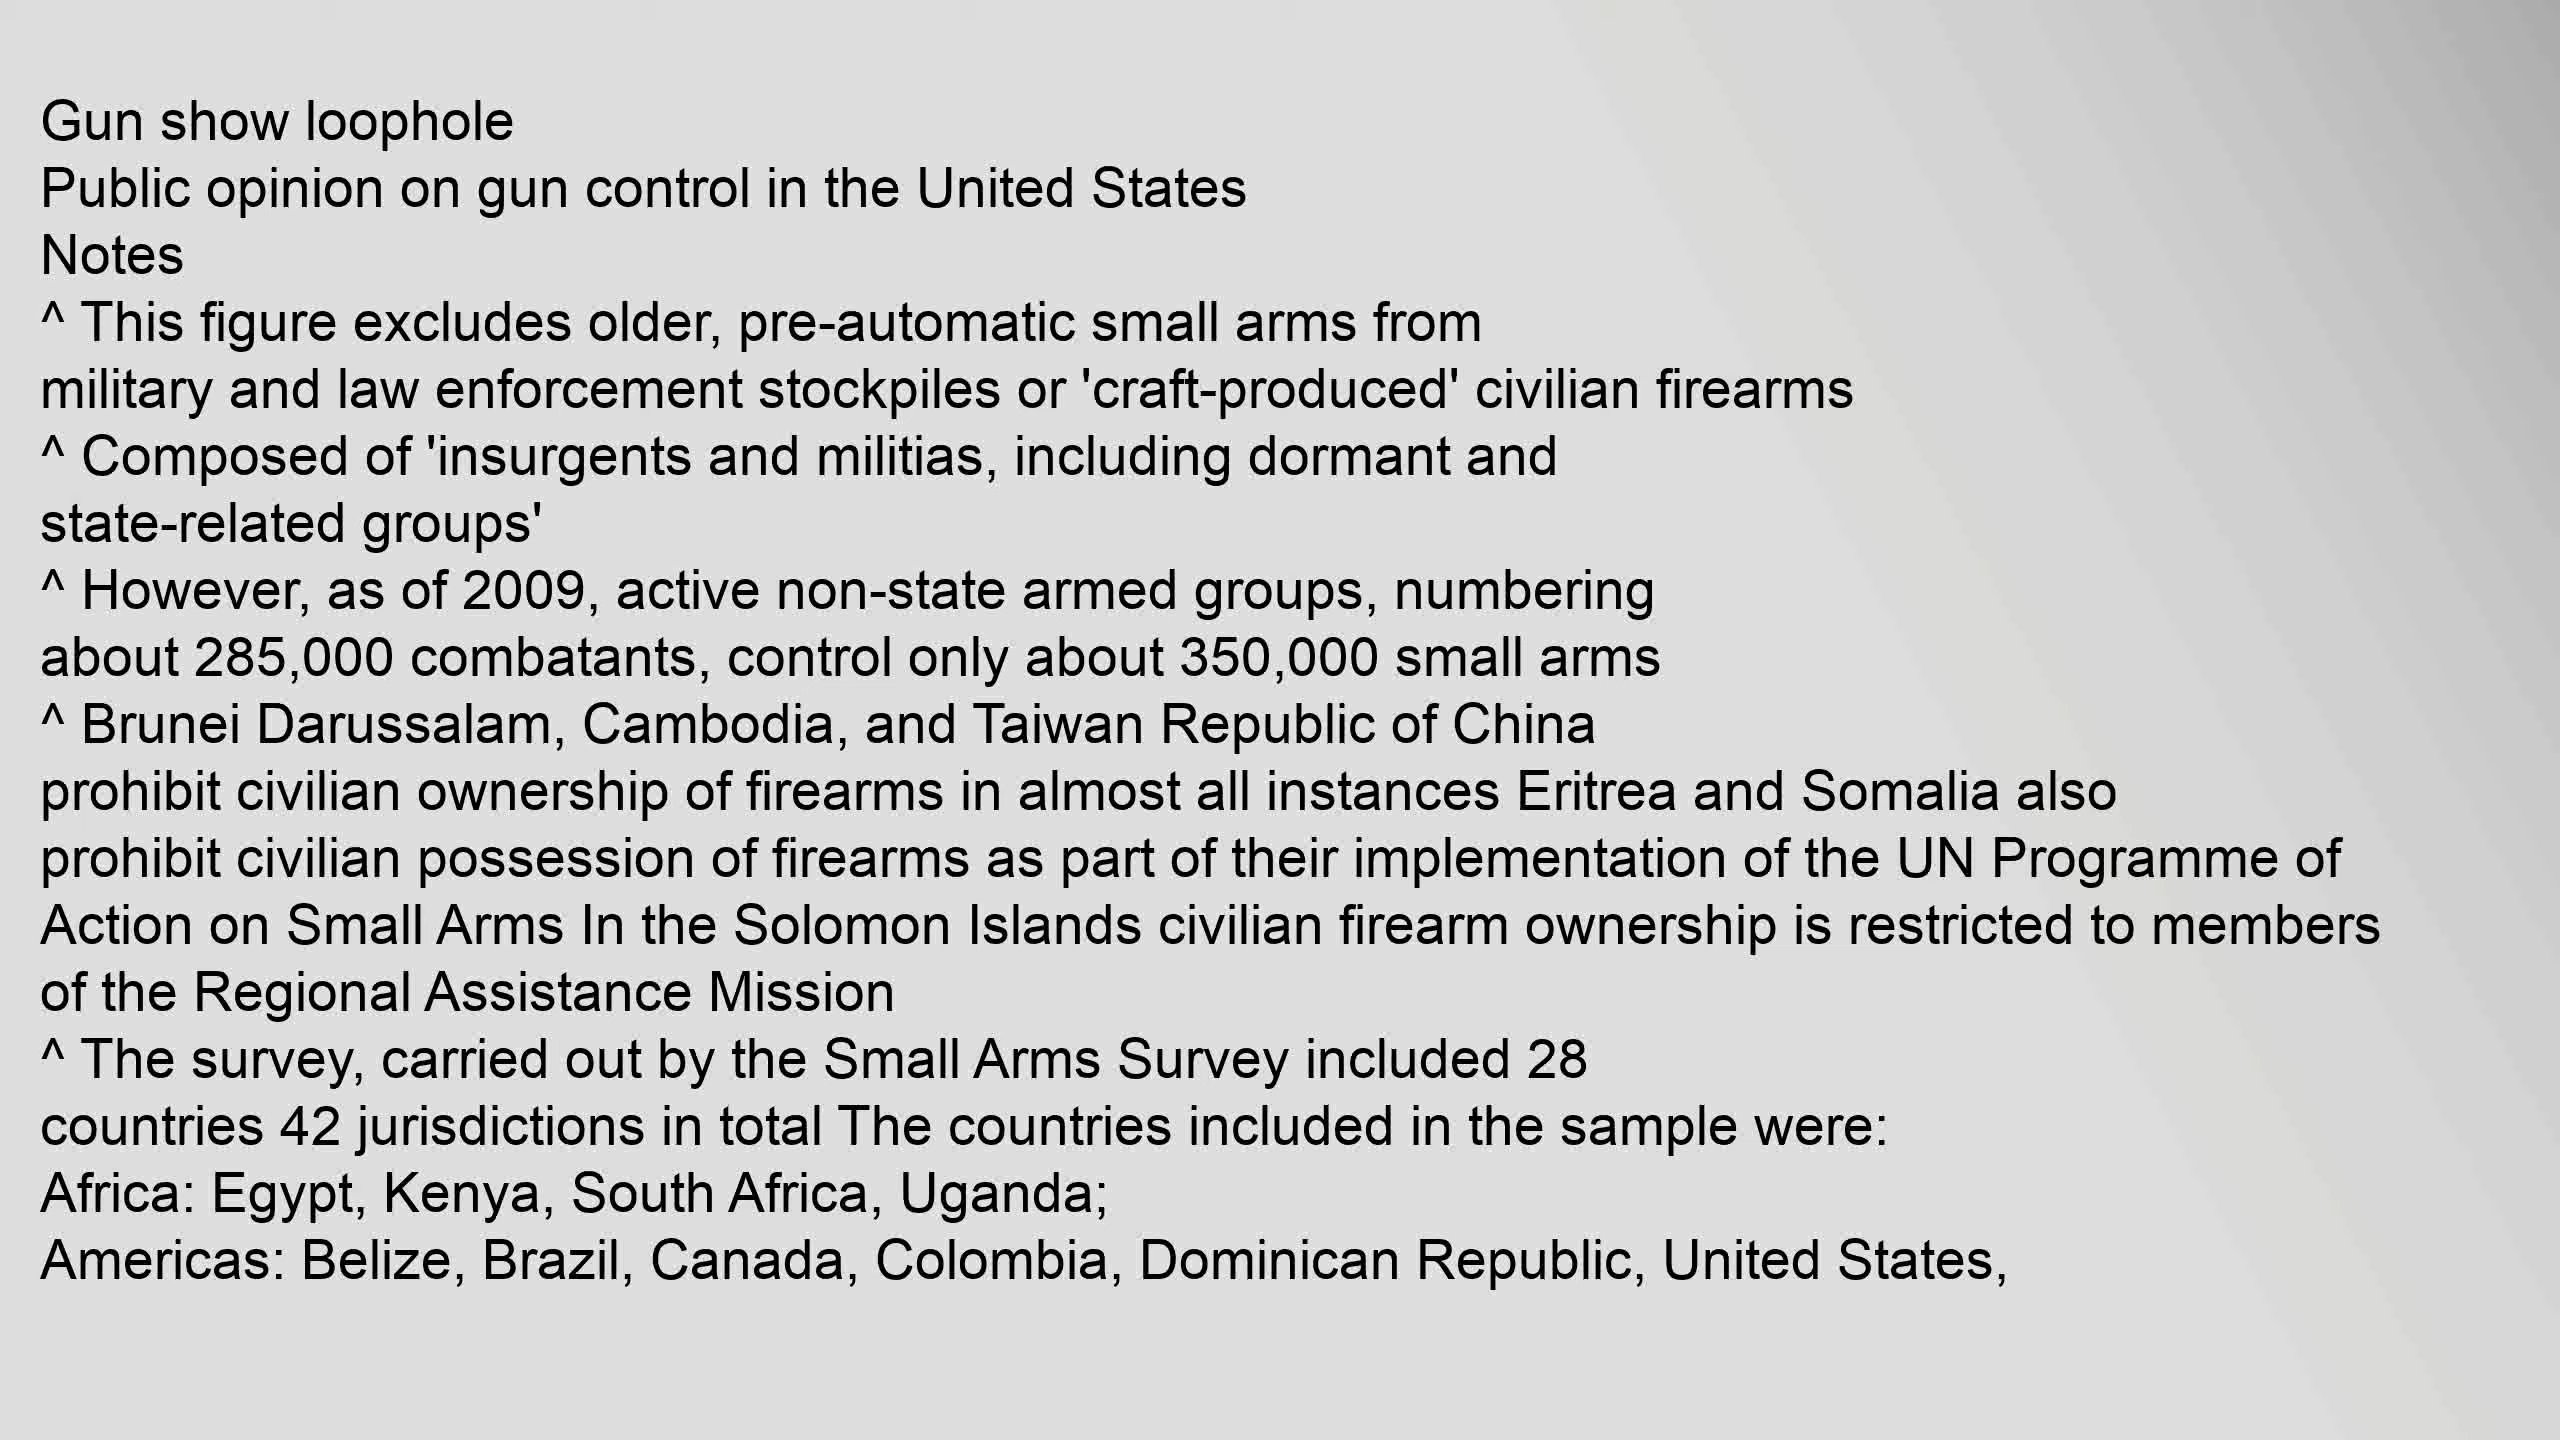 Gun show loophole
Public opinion on gun control in the United States
Notes
^ This figure excludes older, pre-automatic small arms from
military and law enforcement stockpiles or 'craft-produced' civilian firearms
^ Composed of 'insurgents and militias, including dormant and
state-related groups'
^ However, as of 2009, active non-state armed groups, numbering
about 285,000 combatants, control only about 350,000 small arms
^ Brunei Darussalam, Cambodia, and Taiwan Republic of China
prohibit civilian ownership of firearms in almost all instances Eritrea and Somalia also
prohibit civilian possession of firearms as part of their implementation of the UN Programme of
Action on Small Arms In the Solomon Islands civilian firearm ownership is restricted to members
of the Regional Assistance Mission
^ The survey, carried out by the Small Arms Survey included 28
countries 42 jurisdictions in total The countries included in the sample were:
Africa: Egypt, Kenya, South Africa, Uganda;
Americas: Belize, Brazil, Canada, Colombia, Dominican Republic, United States,